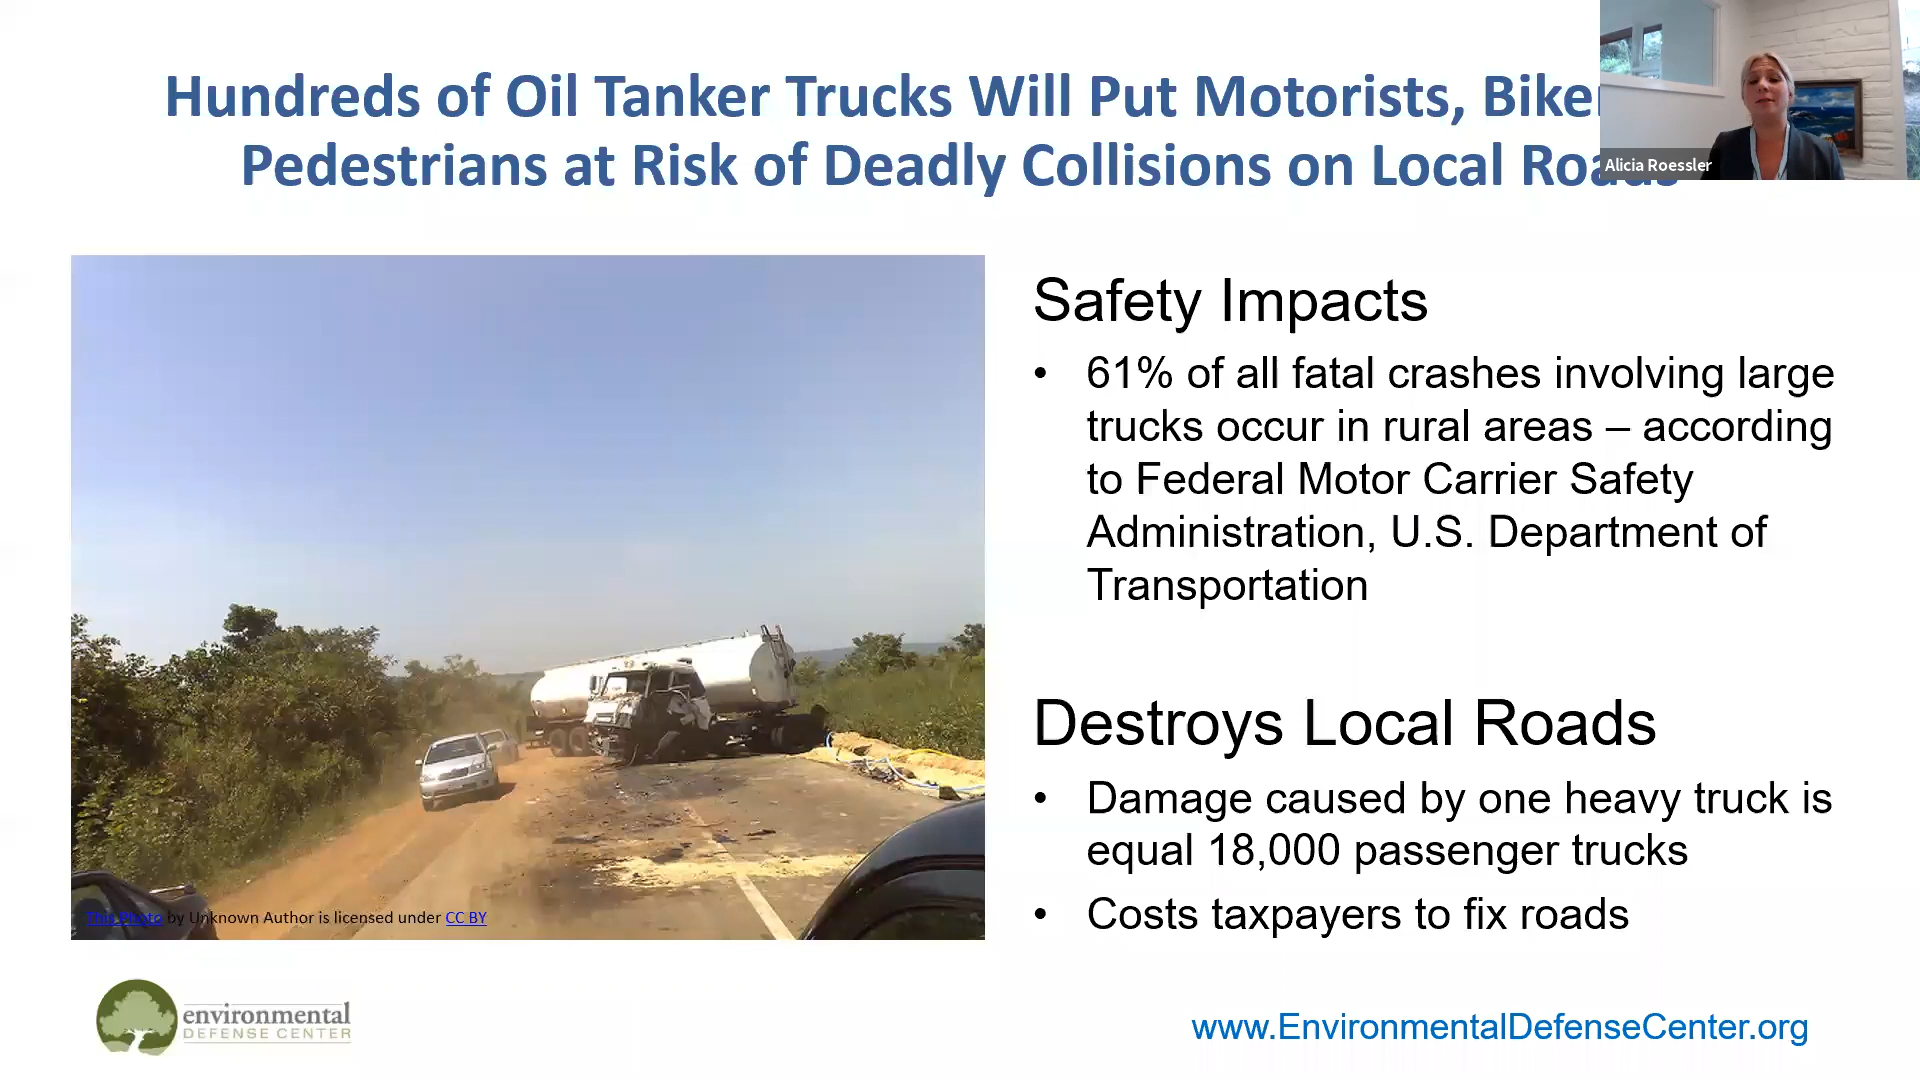 Hundreds of Oil Tanker Trucks Will Put Motorists,
Pedestrians at Risk of Deadly Collisions on Local
Alicia Roessler
Safety Impacts
• 61% of all fatal crashes involving large
trucks occur in rural areas – according
to Federal Motor Carrier Safety
Administration, U.S. Department of
Transportation
Destroys Local Roads
• Damage caused by one heavy truck is
equal 18,000 passenger trucks
• Costs taxpayers to fix roads
This Photo by Unknown Author is licensed under CC BY
environmental
DEFENSE CENTER
www.EnvironmentalDefenseCenter.org